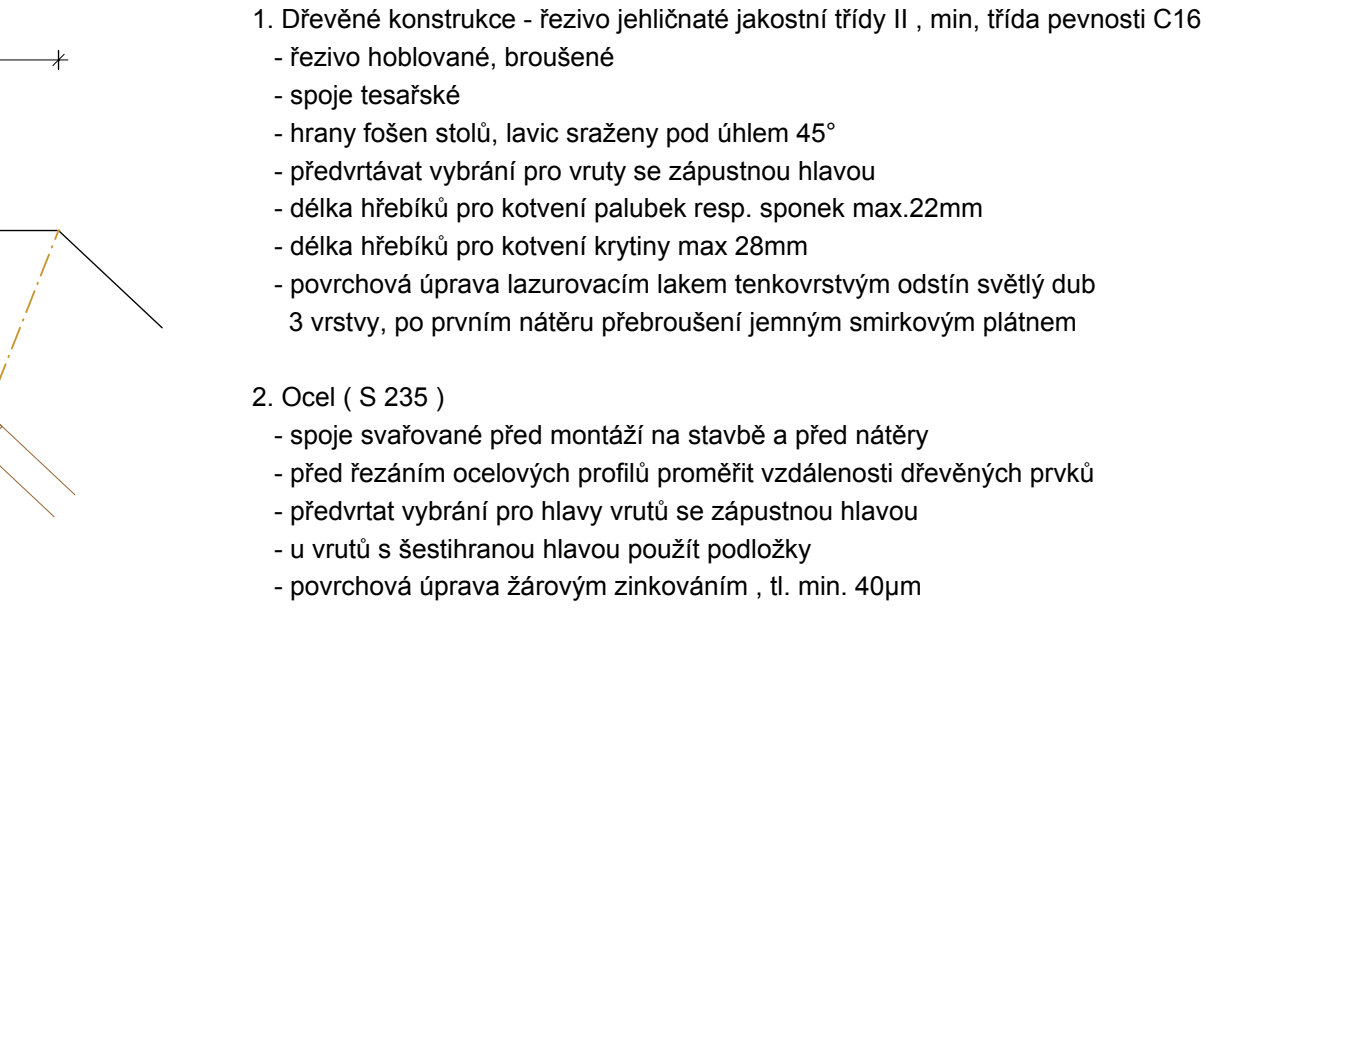 1. Dřevěné konstrukce - řezivo jehličnaté jakostní třídy II , min, třída pevnosti C16
- řezivo hoblované, broušené
- spoje tesařské
- hrany fošen stolů, lavic sraženy pod úhlem 45°
- předvrtávat vybrání pro vruty se zápustnou hlavou
- délka hřebíků pro kotvení palubek resp. sponek max.22mm
- délka hřebíků pro kotvení krytiny max 28mm
- povrchová úprava lazurovacím lakem tenkovrstvým odstín světlý dub
3 vrstvy, po prvním nátěru přebroušení jemným smirkovým plátnem
2. Ocel ( S 235 )
- spoje svařované před montáží na stavbě a před nátěry
- před řezáním ocelových profilů proměřit vzdálenosti dřevěných prvků
- předvrtat vybrání pro hlavy vrutů se zápustnou hlavou
- u vrutů s šestihranou hlavou použít podložky
- povrchová úprava žárovým zinkováním , tl. min. 40µm